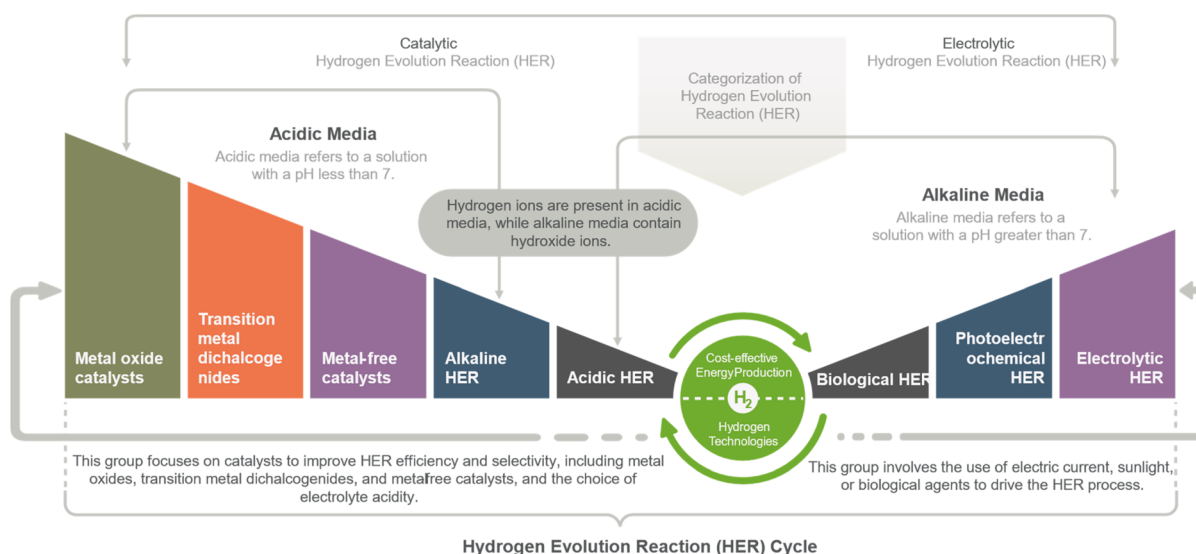 Catalytic
Hydrogen Evolution Reaction (HER)
Electrolytic
Hydrogen Evolution Reaction (HER)
Categorization of
Hydrogen Evolution
Reaction (HER)
Acidic Media
Acidic media refers to a solution
with a pH less than 7.
Hydrogen ions are present in acidic
media, while alkaline media contain
hydroxide ions.
Alkaline Media
Alkaline media refers to a
solution with a pH greater than 7.
Metal oxide
catalysts
Transition
metal
dichalcoge
nides
Metal-free
catalysts
Alkaline
HER
Acidic HER
Cost-effective
EnergyProduction
H2
Hydrogen
Technologies
Biological HER
Photoelectr
ochemical
HER
Electrolytic
HER
This group focuses on catalysts to improve HER efficiency and selectivity, including metal
oxides, transition metal dichalcogenides, and metalfree catalysts, and the choice of
electrolyte acidity.
This group involves the use of electric current, sunlight,
or biological agents to drive the HER process.
Hydrogen Evolution Reaction (HER) Cycle